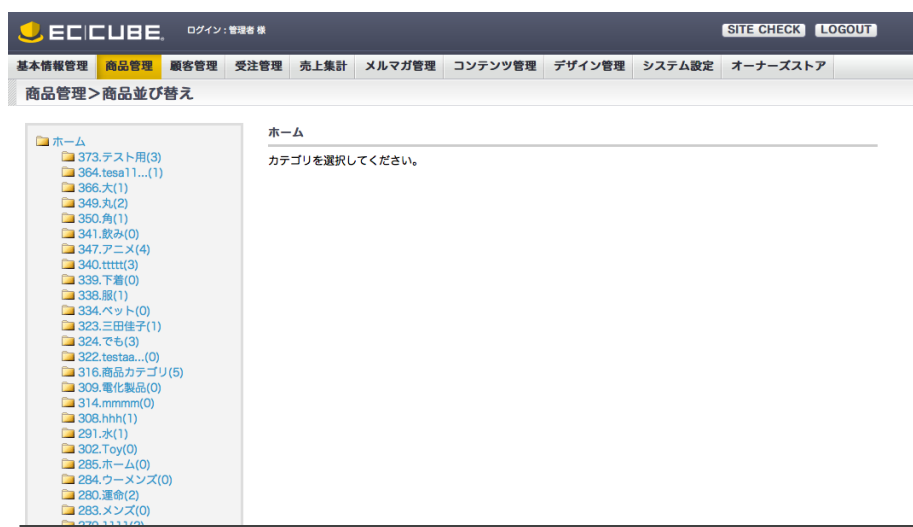 EC CUBE. ログイン : 管理者 様 SITE CHECK LOGOUT
基本情報管理 商品管理 顧客管理 受注管理 売上集計 メルマガ管理 コンテンツ管理 デザイン管理 システム設定 オーナーズストア
商品管理＞商品並び替え
ホーム
373.テスト用(3)
364.tesa11...(1)
366.大(1)
349.丸(2)
350.角(1)
341.飲み(0)
347.アニメ(4)
340.ttttt(3)
339.下着(0)
338.服(1)
334.ペット(0)
323.三田佳子(1)
324.でも(3)
322.testaa...(0)
316.商品カテゴリ(5)
309.電化製品(0)
314.mmmm(0)
308.hhh(1)
291.水(1)
302.Toy(0)
285.ホーム(0)
284.ウーメンズ(0)
280.運命(2)
283.メンズ(0)
ホーム
カテゴリを選択してください。